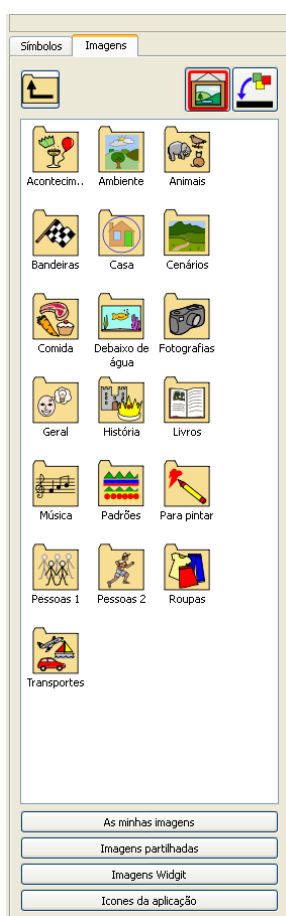 Símbolos Imagens
Acontecim.. Ambiente Animais
Bandeiras Casa Cenários
Comida Debaixo de Fotografias
água
Geral História Livros
Música Padrões Para pintar
Pessoas 1 Pessoas 2 Roupas
Transportes
As minhas imagens
Imagens partilhadas
Imagens Widgit
Icones da aplicação